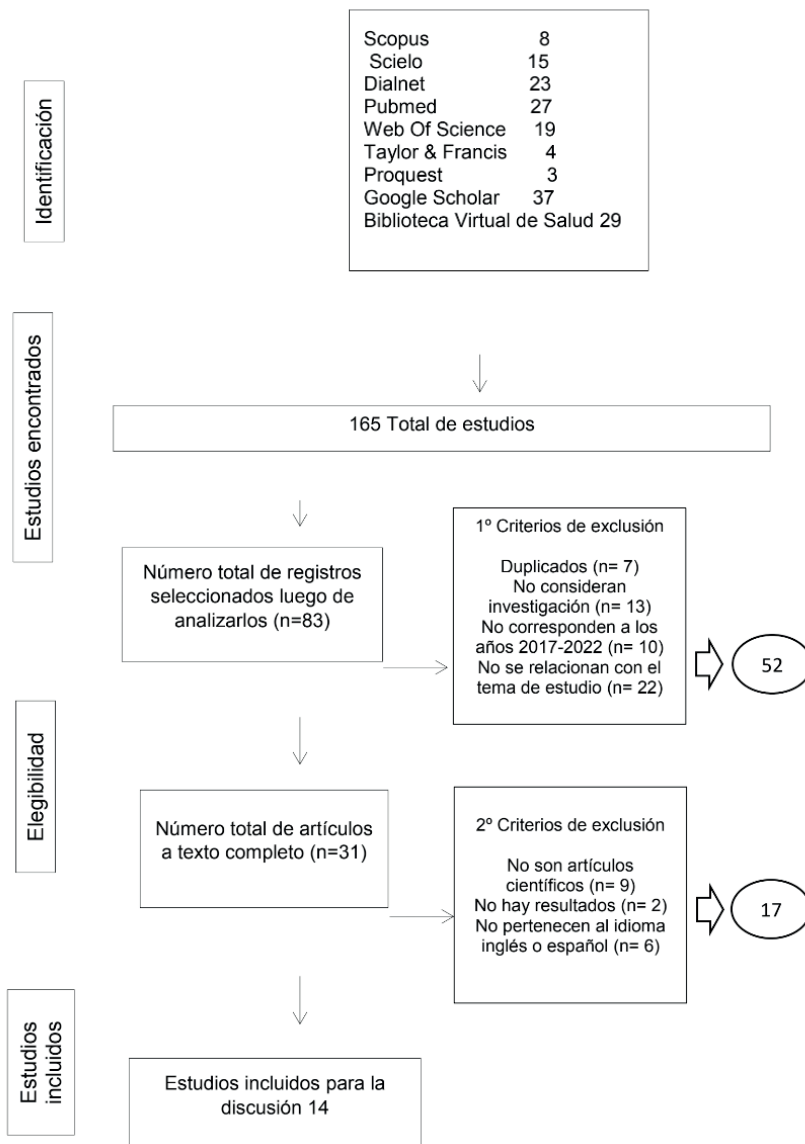 Identificación
Scopus 8
Scielo 15
Dialnet 23
Pubmed 27
Web Of Science 19
Taylor & Francis 4
Proquest 3
Google Scholar 37
Biblioteca Virtual de Salud 29
Estudios encontrados
165 Total de estudios
Número total de registros
seleccionados luego de
analizarlos (n=83)
1º Criterios de exclusión
Duplicados (n= 7)
No consideran
investigación (n= 13)
No corresponden a los
años 2017-2022 (n= 10)
No se relacionan con el
tema de estudio (n= 22)
52
Elegibilidad
Número total de artículos
a texto completo (n=31)
2º Criterios de exclusión
No son artículos
científicos (n= 9)
No hay resultados (n= 2)
No pertenecen al idioma
inglés o español (n= 6)
17
Estudios
incluidos
Estudios incluidos para la
discusión 14